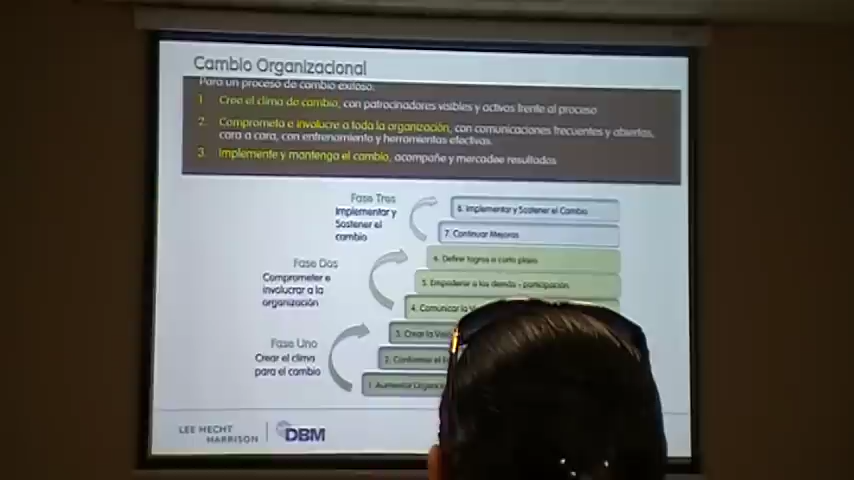 Cambio Organizacional
Para un proceso de cambio exitoso:
1. Cree el clima de cambio, con patrocinadores visibles y activos frente al proceso
2. Comprometa e involucre a toda la organización, con comunicaciones frecuentes y abiertas,
cara a cara, con entrenamiento y herramientas efectivas.
3. Implemente y mantenga el cambio, acompañe y mercadee resultados
Fase Tres
Implementar y
Sostener el
cambio
8. Implementar y Sostener el Cambio
7. Continuar Mejoras
Fase Dos
Comprometer e
involucrar a la
organización
6. Definir logros a corto plazo
5. Empoderar a los demás - participación
4. Comunicar la
Fase Uno
Crear el clima
para el cambio
3. Crear la
2. Conformar el
1. Aumentar
LEE HECHT
HARRISON
DBM